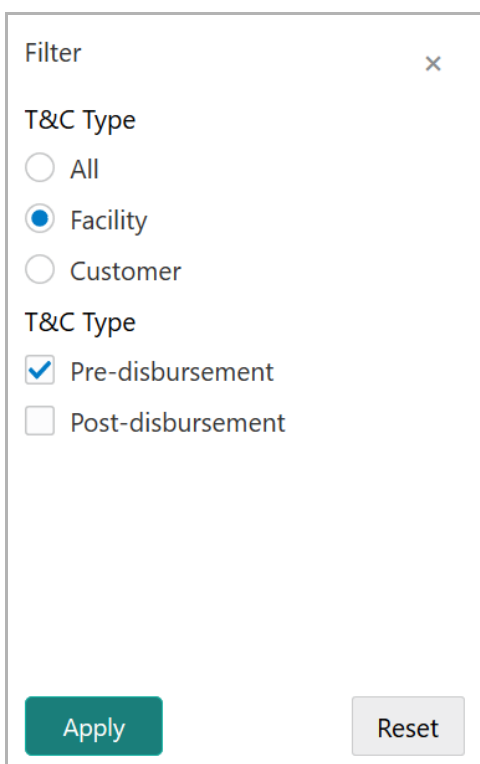 Filter
T&C Type
All
Facility
Customer
T&C Type
Pre-disbursement
Post-disbursement
Apply Reset